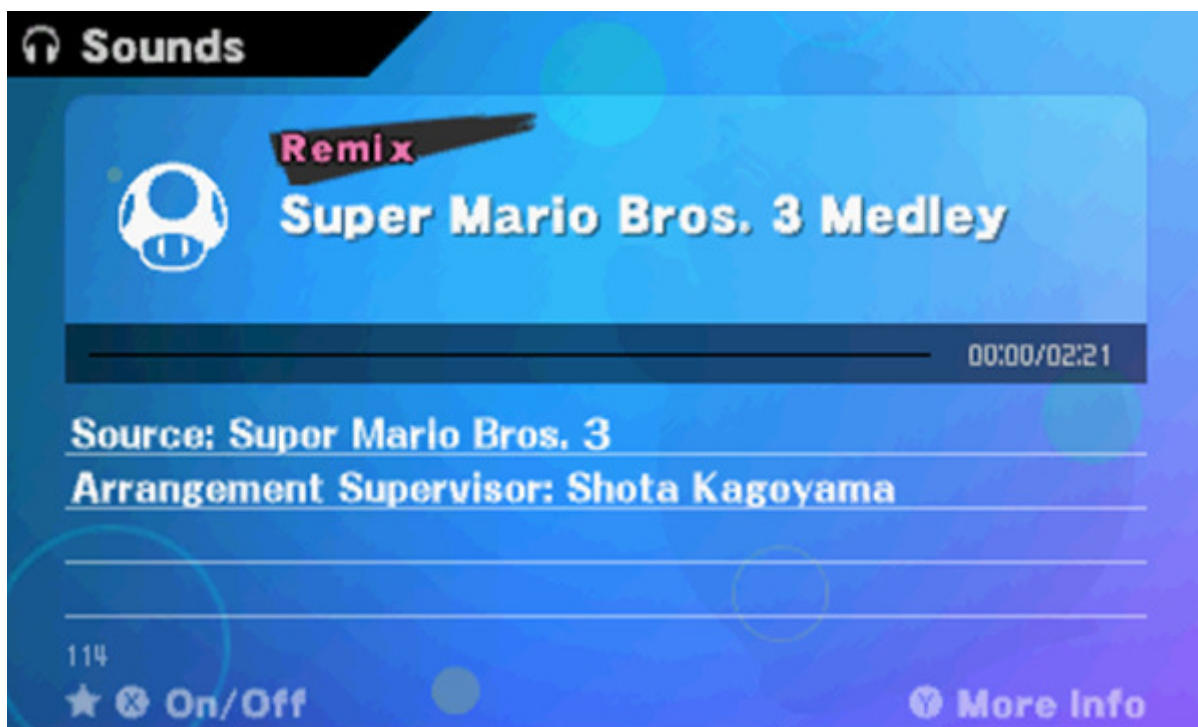 Sounds
Remix
Super Mario Bros. 3 Medley
00:00/02:21
Source: Super Mario Bros. 3
Arrangement Supervisor: Shota Kageyama
114
X On/Off
Y More Info